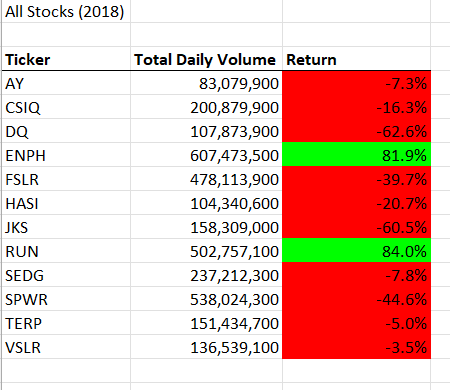 All Stocks (2018)
Ticker Total Daily Volume Return
AY 83,079,900 -7.3%
CSIQ 200,879,900 -16.3%
DQ 107,873,900 -62.6%
ENPH 607,473,500 81.9%
FSLR 478,113,900 -39.7%
HASI 104,340,600 -20.7%
JKS 158,309,000 -60.5%
RUN 502,757,100 84.0%
SEDG 237,212,300 -7.8%
SPWR 538,024,300 -44.6%
TERP 151,434,700 -5.0%
VSLR 136,539,100 -3.5%